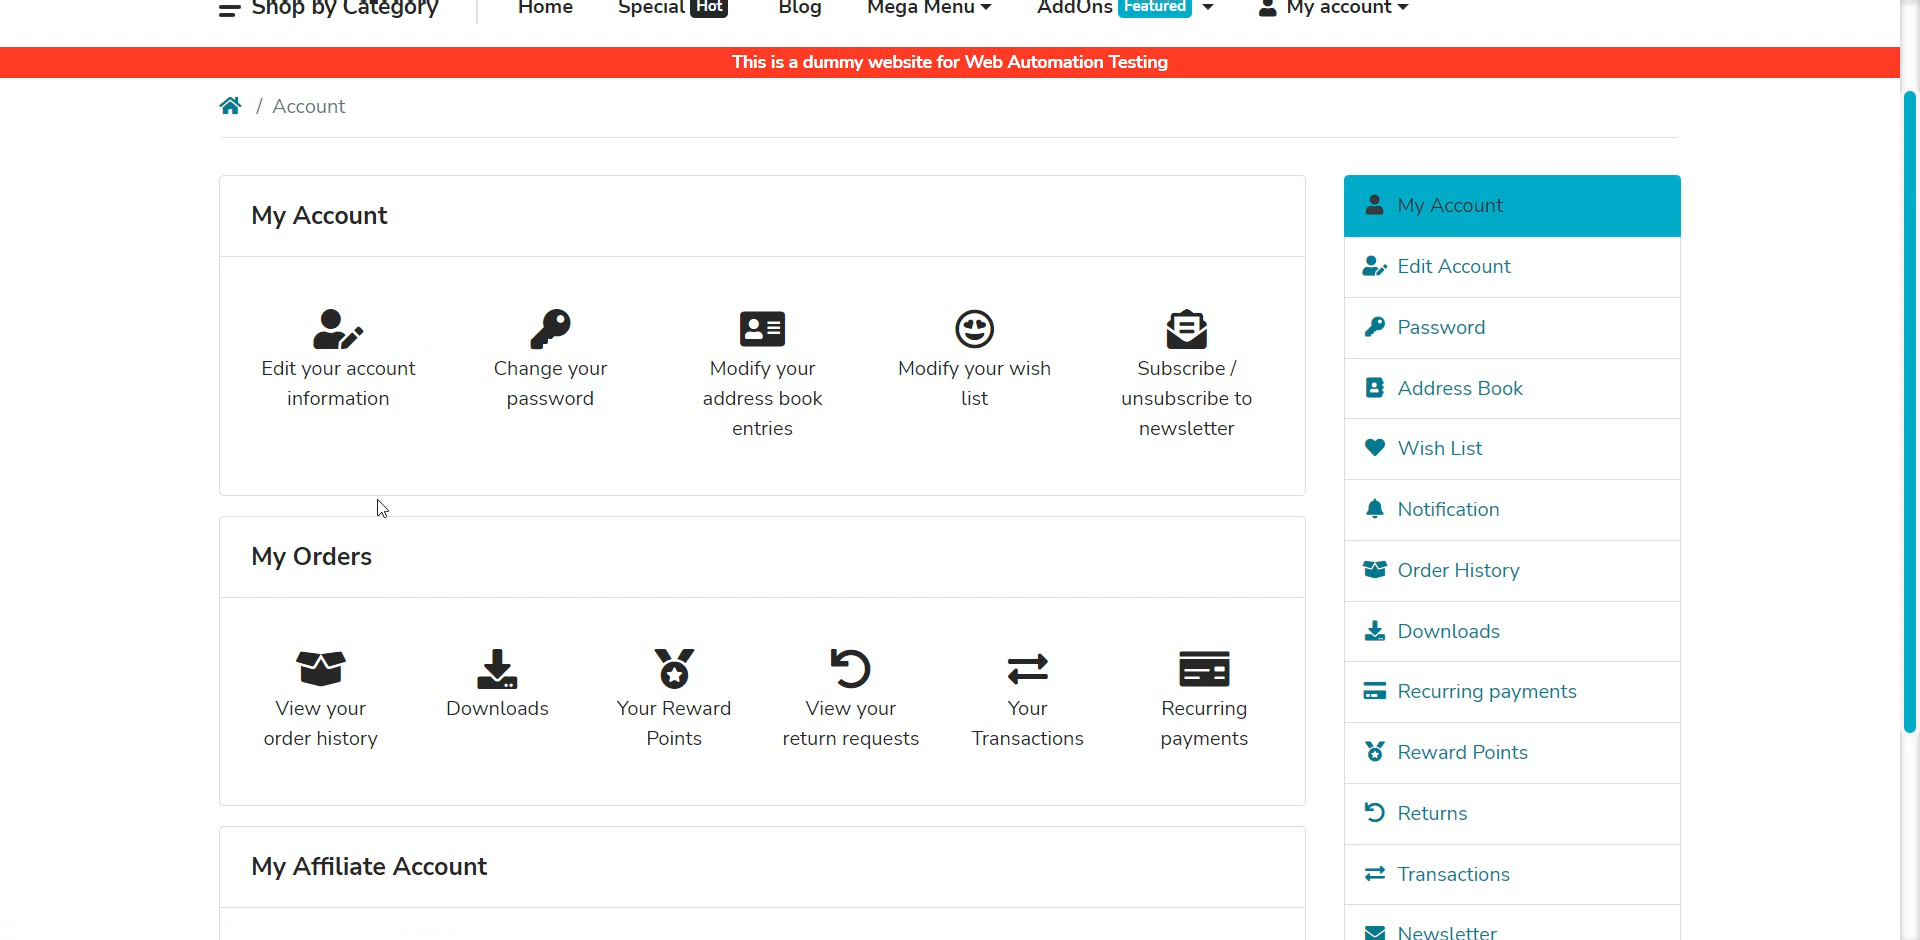 Shop by Category
Home
Special Hot
Blog
Mega Menu
AddOns Featured
My account
This is a dummy website for Web Automation Testing
/ Account
My Account
Edit your account
information
Change your
password
Modify your
address book
entries
Modify your wish
list
Subscribe /
unsubscribe to
newsletter
My Orders
View your
order history
Downloads
Your Reward
Points
View your
return requests
Your
Transactions
Recurring
payments
My Affiliate Account
My Account
Edit Account
Password
Address Book
Wish List
Notification
Order History
Downloads
Recurring payments
Reward Points
Returns
Transactions
Newsletter